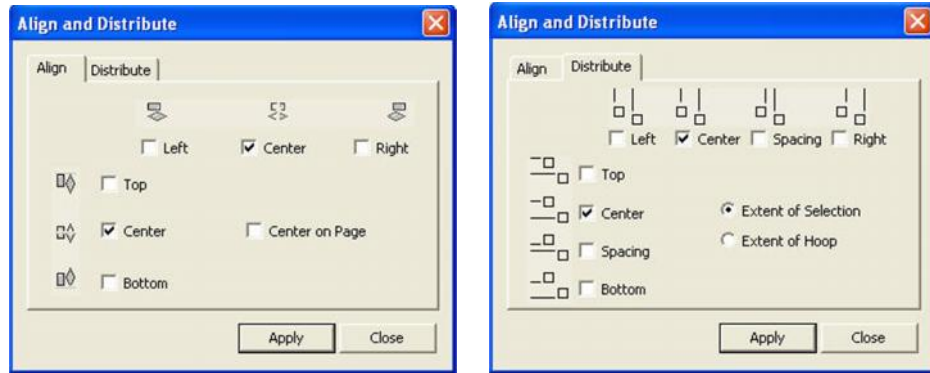 Align and Distribute
Align Distribute
Left Center Right
Top
Center Center on Page
Bottom
Apply Close
Align and Distribute
Align Distribute
Left Center Spacing Right
Top
Center Extent of Selection
Spacing Extent of Hoop
Bottom
Apply Close